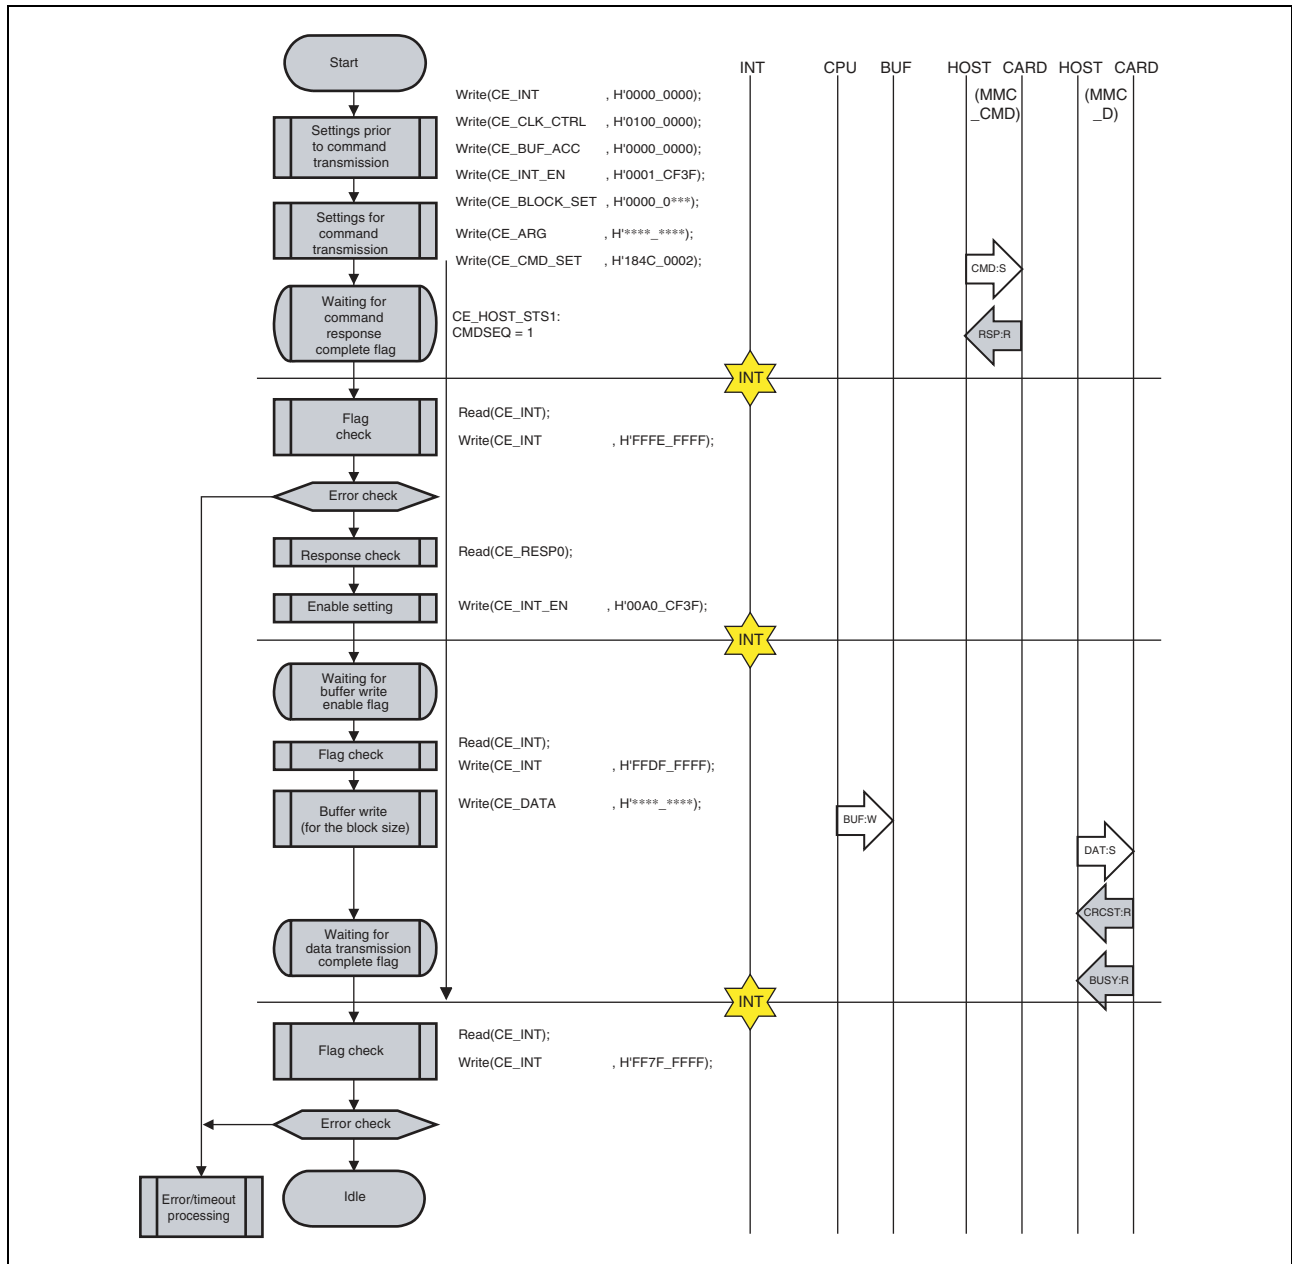 Start
INT CPU BUF HOST CARD HOST CARD
(MMC _CMD) (MMC _D)
Write(CE_INT , H'0000_0000);
Settings prior
to command
transmission
Write(CE_CLK_CTRL , H'0100_0000);
Write(CE_BUF_ACC , H'0000_0000);
Write(CE_INT_EN , H'0001_CF3F);
Write(CE_BLOCK_SET , H'0000_0***);
Settings for
command
transmission
Write(CE_ARG , H'****_****);
Write(CE_CMD_SET , H'184C_0002);
CMD:S
Waiting for
command
response
complete flag
CE_HOST_STS1:
CMDSEQ = 1
RSP:R
INT
Flag
check
Read(CE_INT);
Write(CE_INT , H'FFFE_FFFF);
Error check
Response check
Read(CE_RESP0);
Enable setting
Write(CE_INT_EN , H'00A0_CF3F);
INT
Waiting for
buffer write
enable flag
Flag check
Read(CE_INT);
Write(CE_INT , H'FFDF_FFFF);
Buffer write
(for the block size)
Write(CE_DATA , H'****_****);
BUF:W
DAT:S
CRCST:R
Waiting for
data transmission
complete flag
BUSY:R
INT
Flag check
Read(CE_INT);
Write(CE_INT , H'FF7F_FFFF);
Error check
Error/timeout
processing
Idle